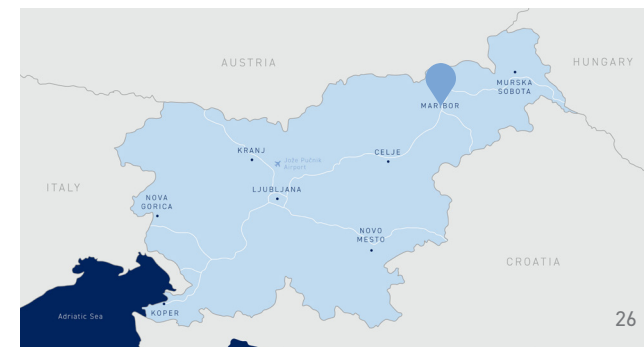 AUSTRIA
HUNGARY
MURSKA
SOBOTA
MARIBOR
KRANJ
CELJE
Jože Pučnik
Airport
ITALY
LJUBLJANA
NOVA
GORICA
NOVO
MESTO
CROATIA
KOPER
Adriatic Sea
26